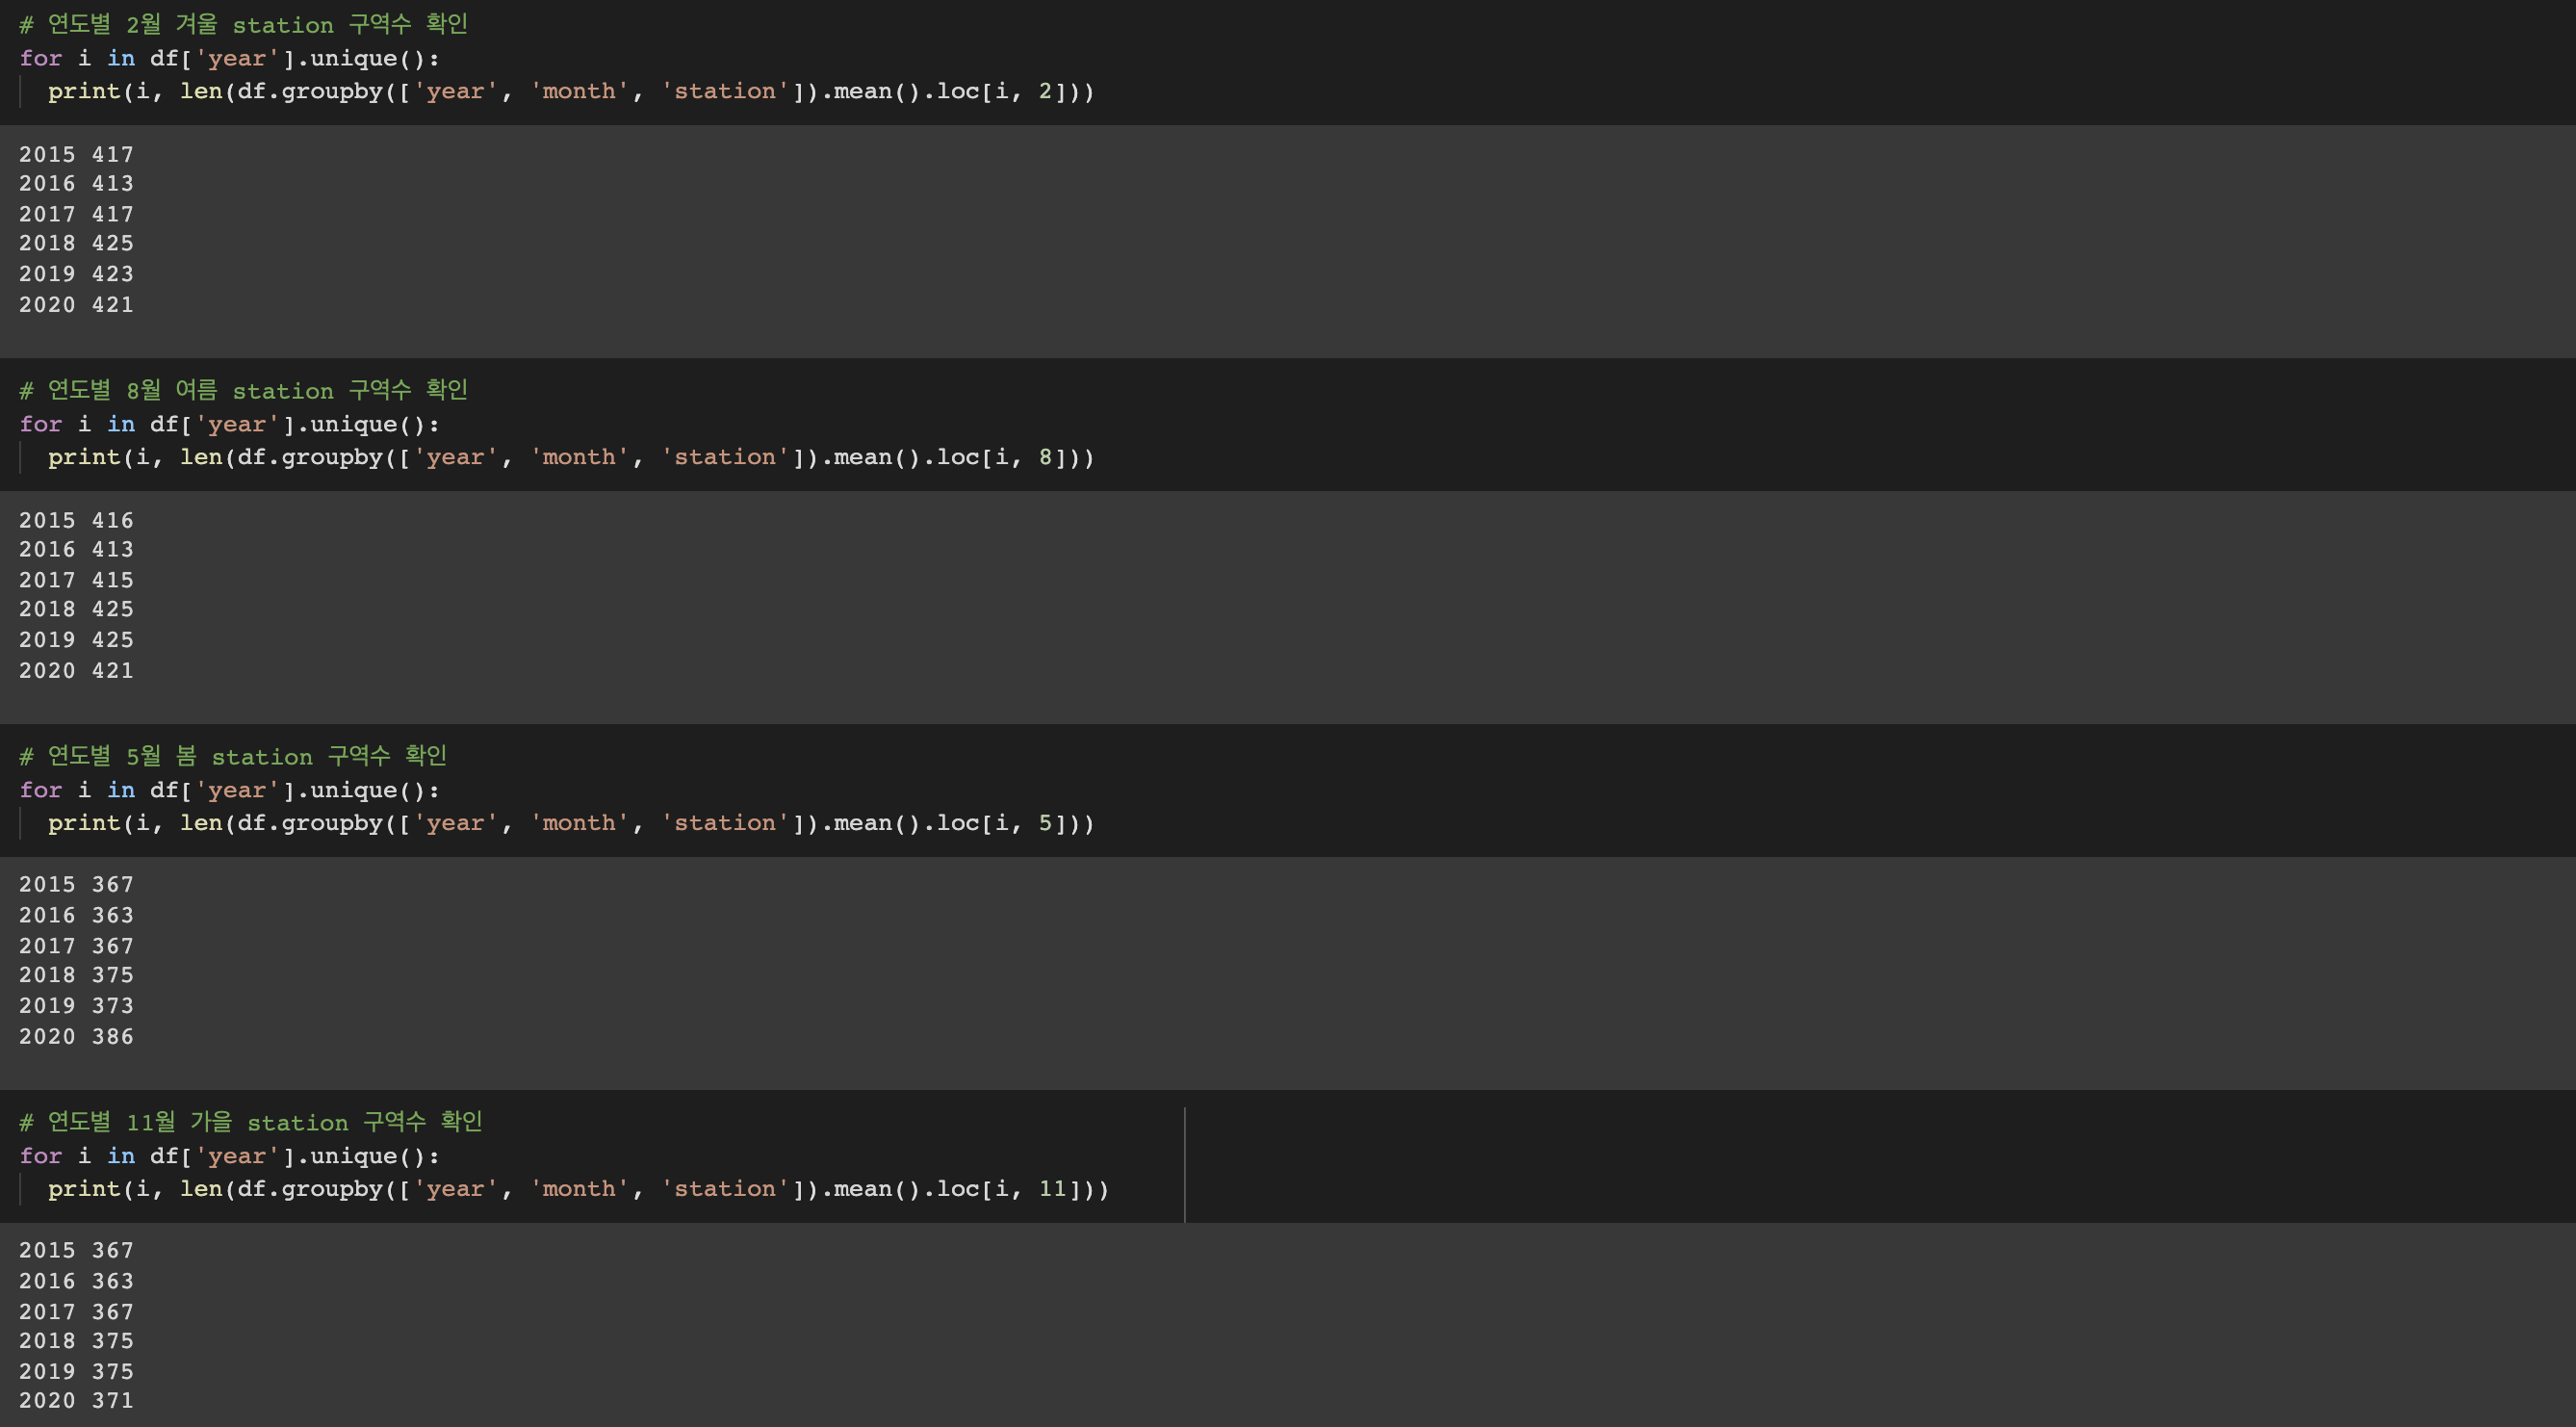 # 연도별 2월 겨울 station 구역수 확인
for i in df['year'].unique():
  print(i, len(df.groupby(['year', 'month', 'station']).mean().loc[i, 2]))
2015 417
2016 413
2017 417
2018 425
2019 423
2020 421
# 연도별 8월 여름 station 구역수 확인
for i in df['year'].unique():
  print(i, len(df.groupby(['year', 'month', 'station']).mean().loc[i, 8]))
2015 416
2016 413
2017 415
2018 425
2019 425
2020 421
# 연도별 5월 봄 station 구역수 확인
for i in df['year'].unique():
  print(i, len(df.groupby(['year', 'month', 'station']).mean().loc[i, 5]))
2015 367
2016 363
2017 367
2018 375
2019 373
2020 386
# 연도별 11월 가을 station 구역수 확인
for i in df['year'].unique():
  print(i, len(df.groupby(['year', 'month', 'station']).mean().loc[i, 11]))
2015 367
2016 363
2017 367
2018 375
2019 375
2020 371